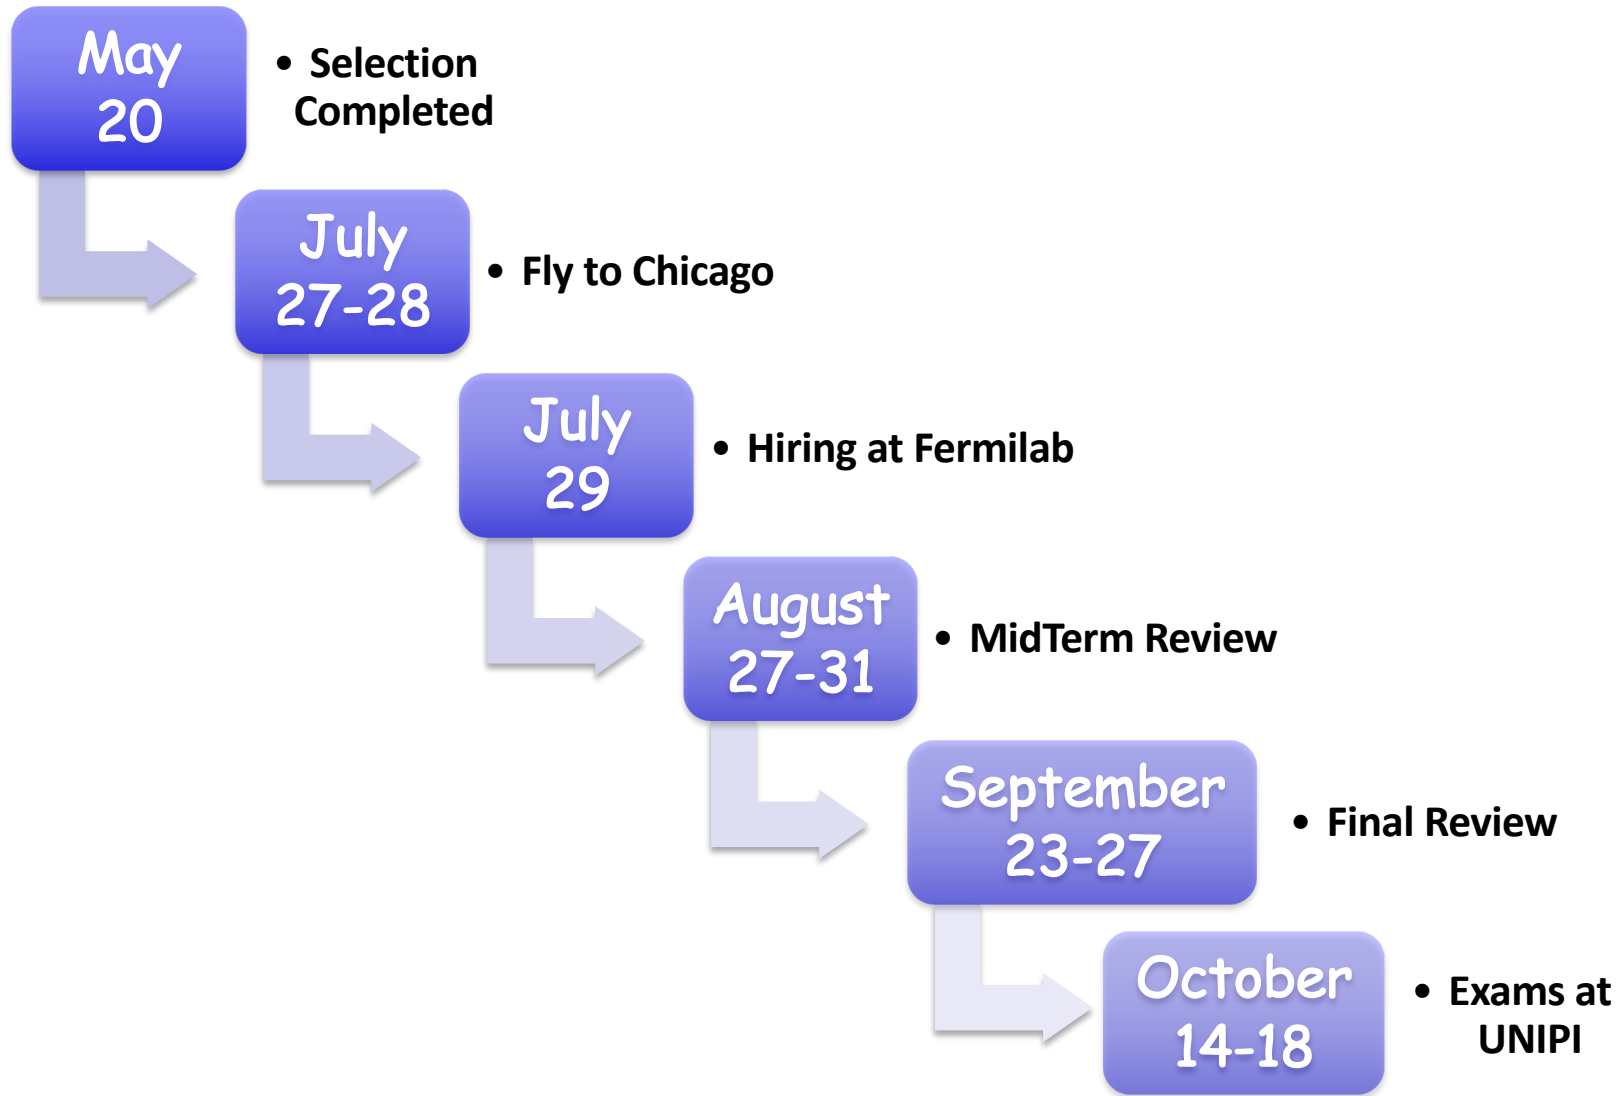 May
20
• Selection
Completed
July
27-28
• Fly to Chicago
July
29
• Hiring at Fermilab
August
27-31
• MidTerm Review
September
23-27
• Final Review
October
14-18
• Exams at
UNIPI